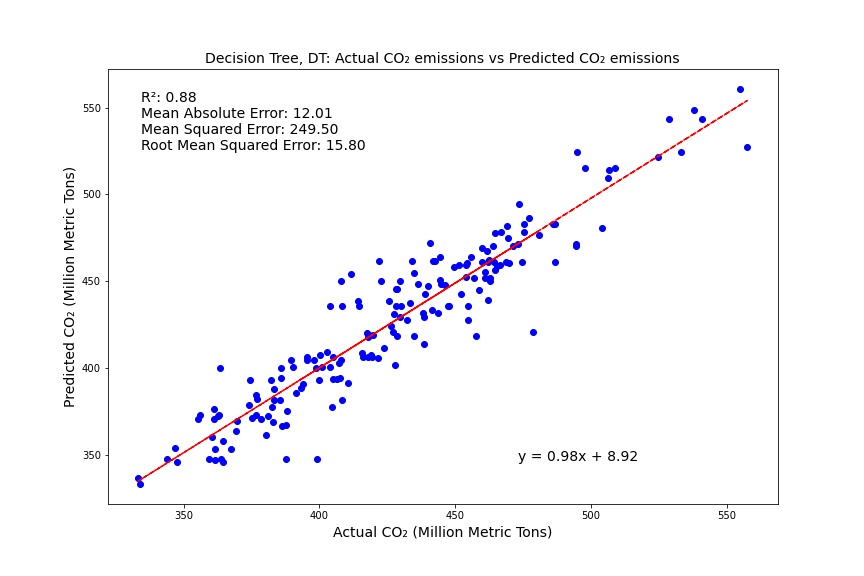 Decision Tree, DT: Actual CO₂ emissions vs Predicted CO₂ emissions
R²: 0.88
Mean Absolute Error: 12.01
Mean Squared Error: 249.50
Root Mean Squared Error: 15.80
Predicted CO₂ (Million Metric Tons)
550
500
450
400
350
y = 0.98x + 8.92
350 400 450 500 550
Actual CO₂ (Million Metric Tons)